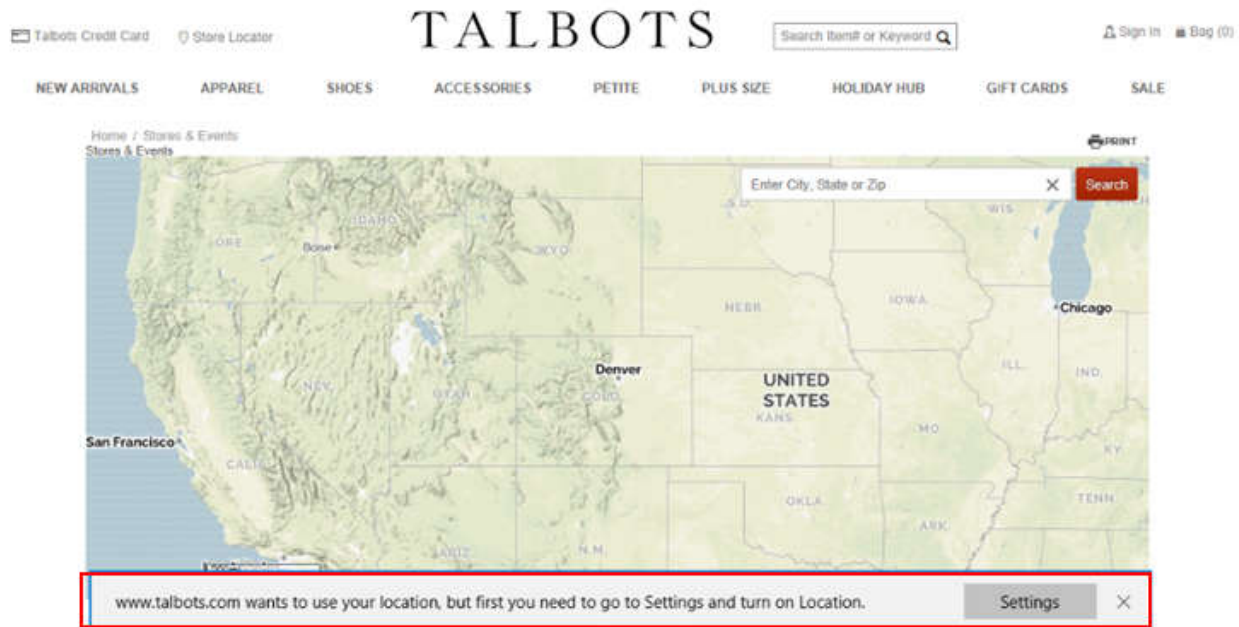 Talbots Credit Card
Store Locator
TALBOTS
Search Item# or Keyword
Sign In
Bag (0)
NEW ARRIVALS
APPAREL
SHOES
ACCESSORIES
PETITE
PLUS SIZE
HOLIDAY HUB
GIFT CARDS
SALE
Home / Stores & Events
Stores & Events
PRINT
Enter City, State or Zip
Search
S.D.
WIS.
IDAHO
ORE
Boise
WYO
NEBR
IOWA
Chicago
Denver
UNITED
STATES
ILL.
IND.
NEV.
UTAH
COLO.
KANS
MO
San Francisco
CALIF
KY.
OKLA
TENN
ARK
ARIZ
N.M.
www.talbots.com wants to use your location, but first you need to go to Settings and turn on Location.
Settings